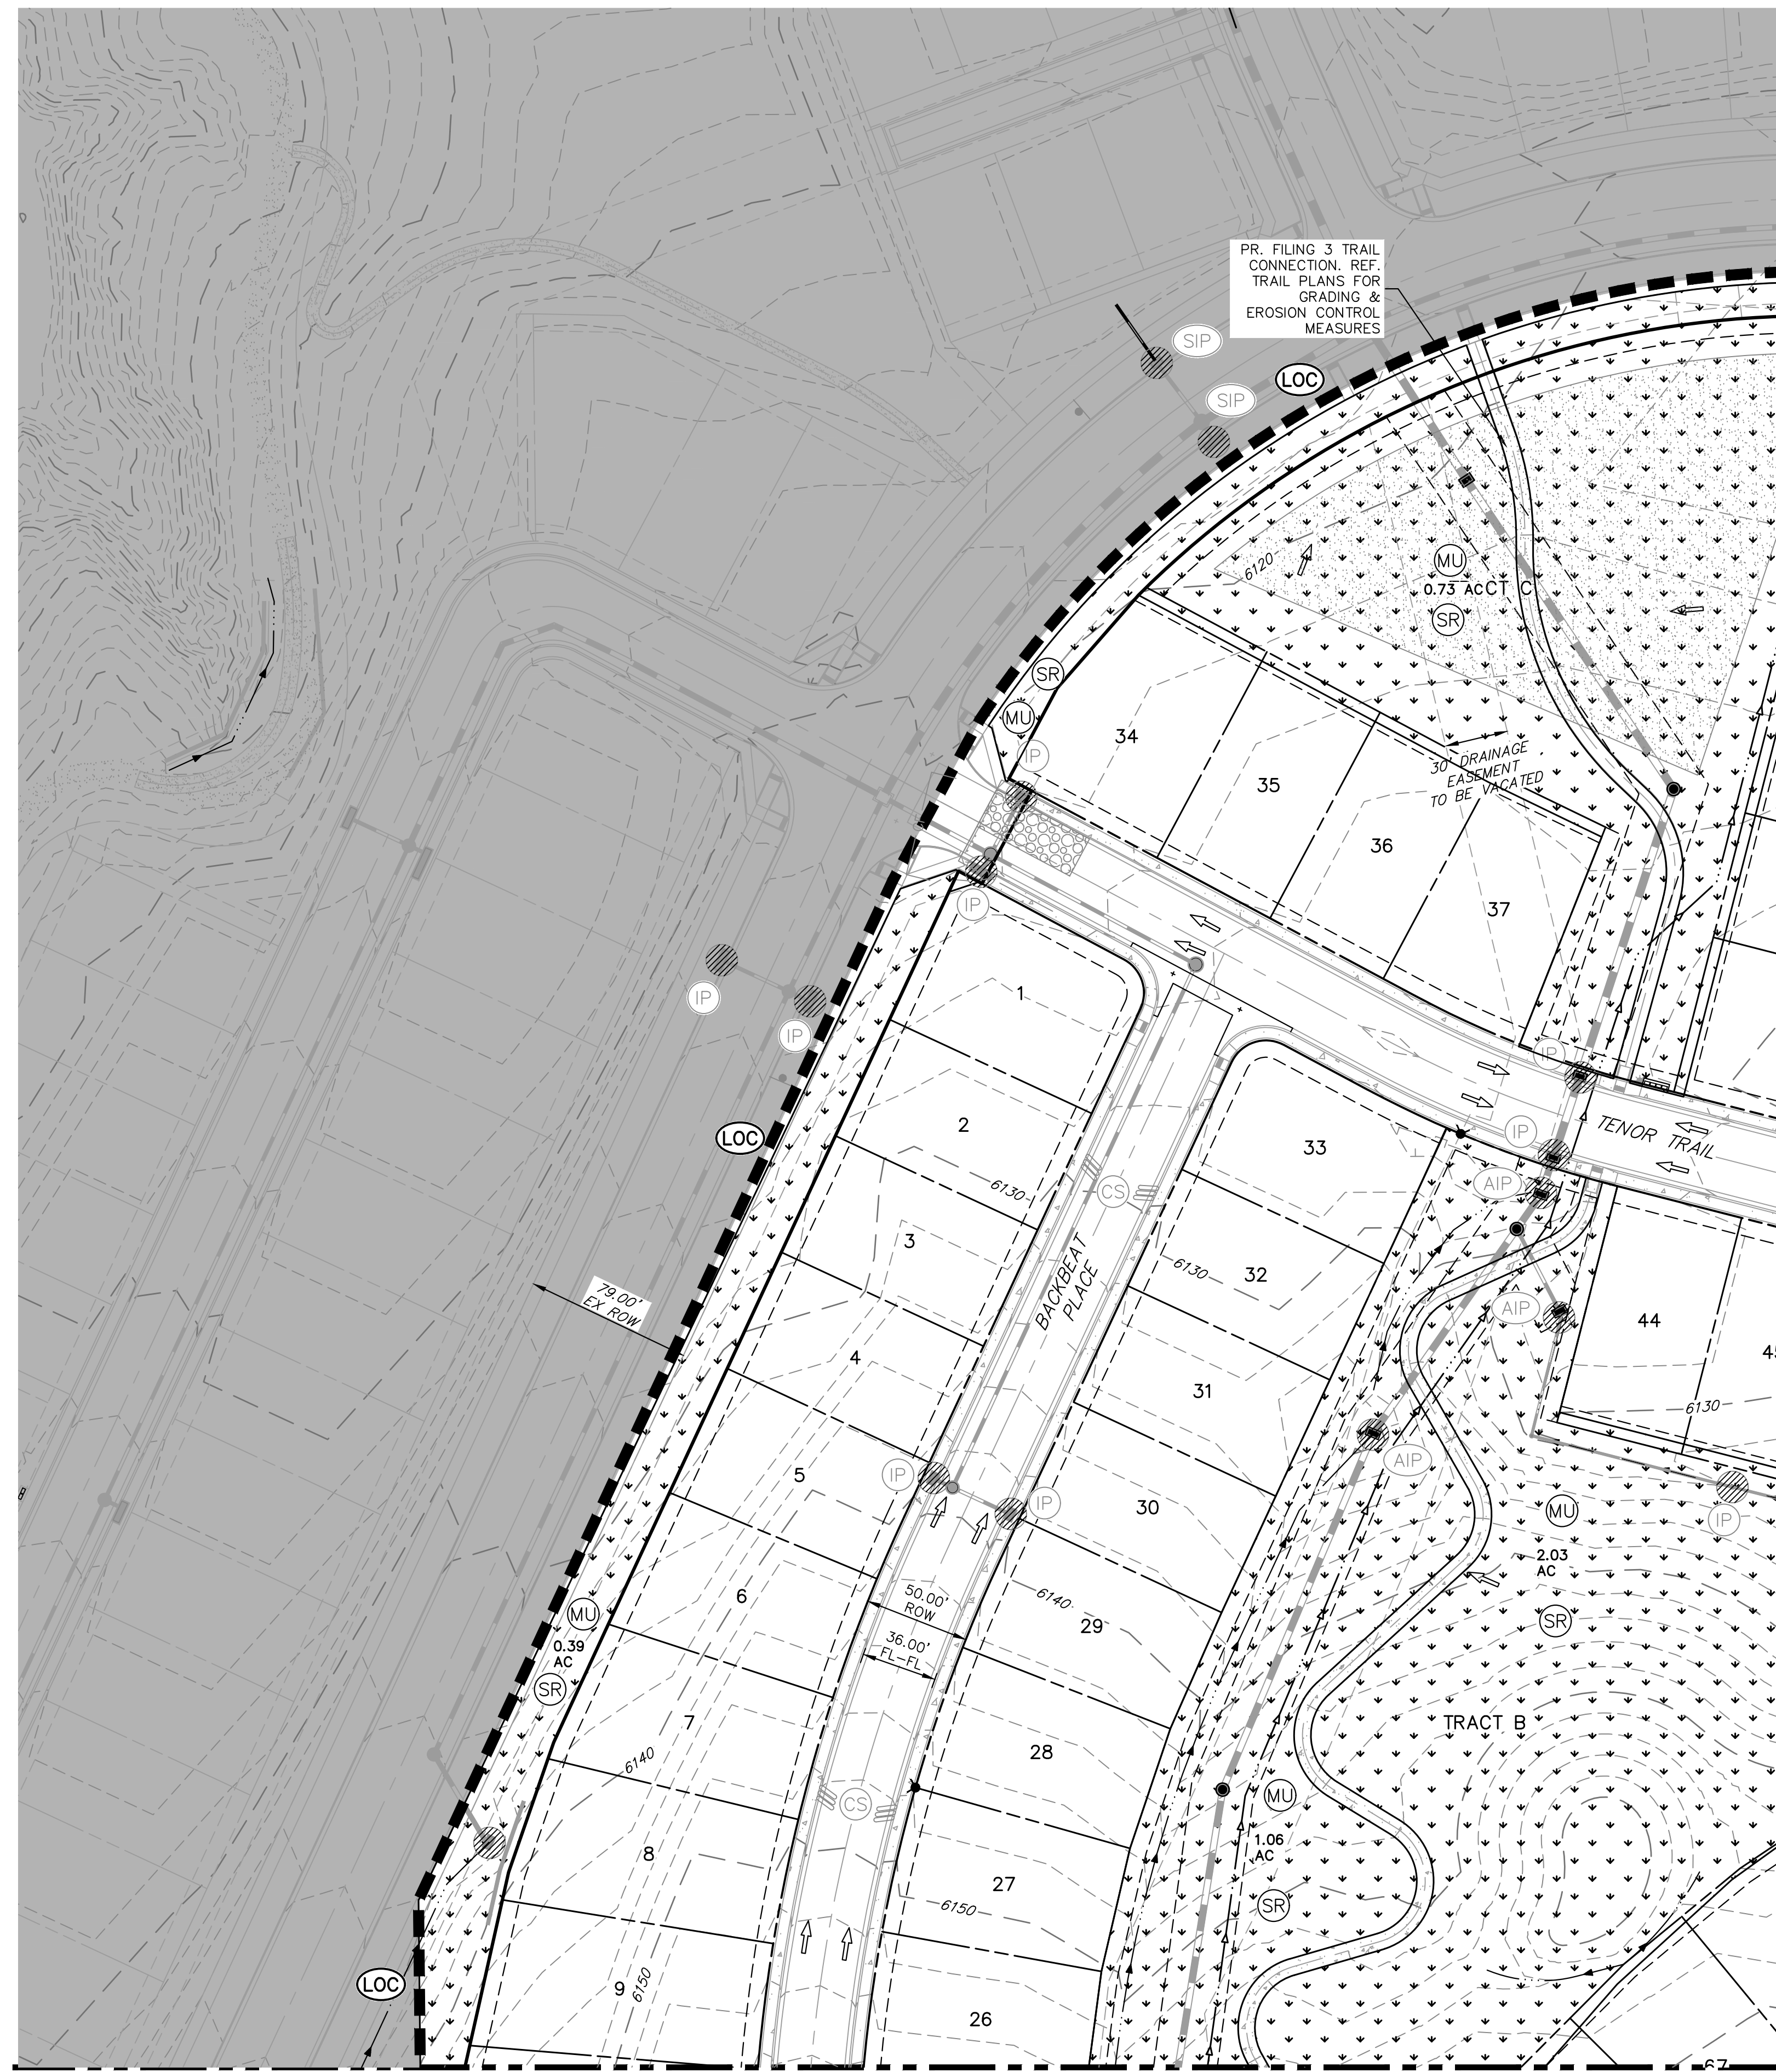 PR. FILING 3 TRAIL
CONNECTION. REF.
TRAIL PLANS FOR
GRADING &
EROSION CONTROL
MEASURES
SIP
LOC
SIP
MU
6120
0.73 AC
CT C
SR
SR
MU
34
IP
30' DRAINAGE
EASEMENT
TO BE VACATED
35
36
IP
37
IP
1
IP
IP
2
LOC
33
IP
TENOR TRAIL
AIP
6130
CS
3
BACKBEAT
PLACE
6130
32
79.00'
EX ROW
AIP
44
45
4
31
6130
AIP
5
IP
IP
30
MU
IP
2.03
AC
6
50.00'
ROW
6140
29
SR
MU
0.39
AC
36.00'
FL-FL
SR
7
TRACT B
6140
28
CS
MU
8
1.06
AC
27
6150
SR
LOC
9
6150
26
67